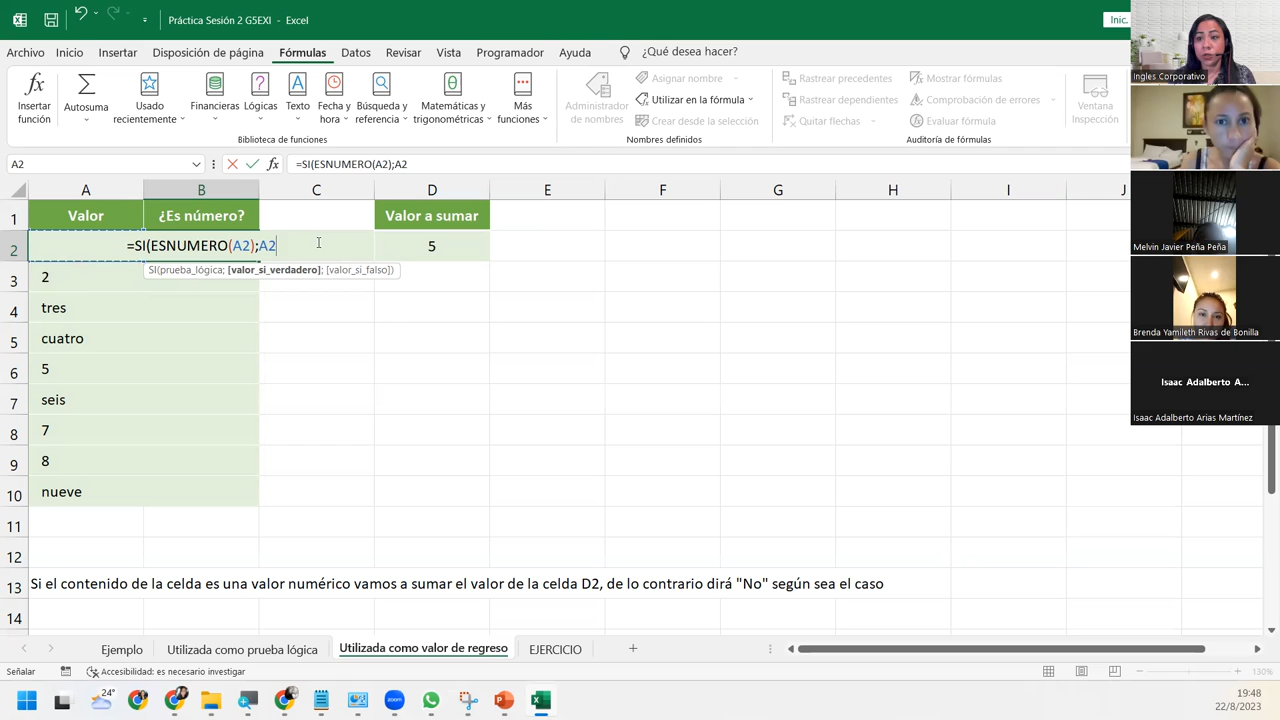 Práctica Sesión 2 G5EXI - Excel
Inic.
Archivo Inicio Insertar Disposición de página Fórmulas Datos Revisar Vista Programador Ayuda ¿Qué desea hacer?
Insertar función
Autosuma
Usado recientemente
Financieras
Lógicas
Texto
Fecha y hora
Búsqueda y referencia
Matemáticas y trigonométricas
Más funciones
Biblioteca de funciones
Administrador de nombres
Asignar nombre
Utilizar en la fórmula
Crear desde la selección
Nombres definidos
Rastrear precedentes
Rastrear dependientes
Quitar flechas
Mostrar fórmulas
Comprobación de errores
Evaluar fórmula
Auditoría de fórmulas
Ventana Inspección
A2
fx
=SI(ESNUMERO(A2);A2
A B C D E F G H I J
1 Valor ¿Es número? Valor a sumar
2 =SI(ESNUMERO(A2);A2 5
SI(prueba_lógica; [valor_si_verdadero]; [valor_si_falso])
3 2
4 tres
5 cuatro
6 5
7 seis
8 7
9 8
10 nueve
11
12
13 Si el contenido de la celda es una valor numérico vamos a sumar el valor de la celda D2, de lo contrario dirá "No" según sea el caso
14
Ejemplo Utilizada como prueba lógica Utilizada como valor de regreso EJERCICIO
Señalar
Accesibilidad: es necesario investigar
130%
24°
zoom
19:48
22/8/2023
Ingles Corporativo
Melvin Javier Peña Peña
Brenda Yamileth Rivas de Bonilla
Isaac Adalberto A...
Isaac Adalberto Arias Martínez